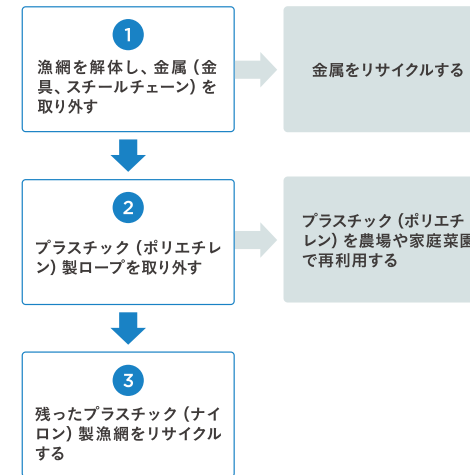 1
漁網を解体し、金属（金
具、スチールチェーン）を
取り外す
金属をリサイクルする
2
プラスチック（ポリエチレ
ン）製ロープを取り外す
プラスチック（ポリエチ
レン）を農場や家庭菜園
で再利用する
3
残ったプラスチック（ナイ
ロン）製漁網をリサイクル
する